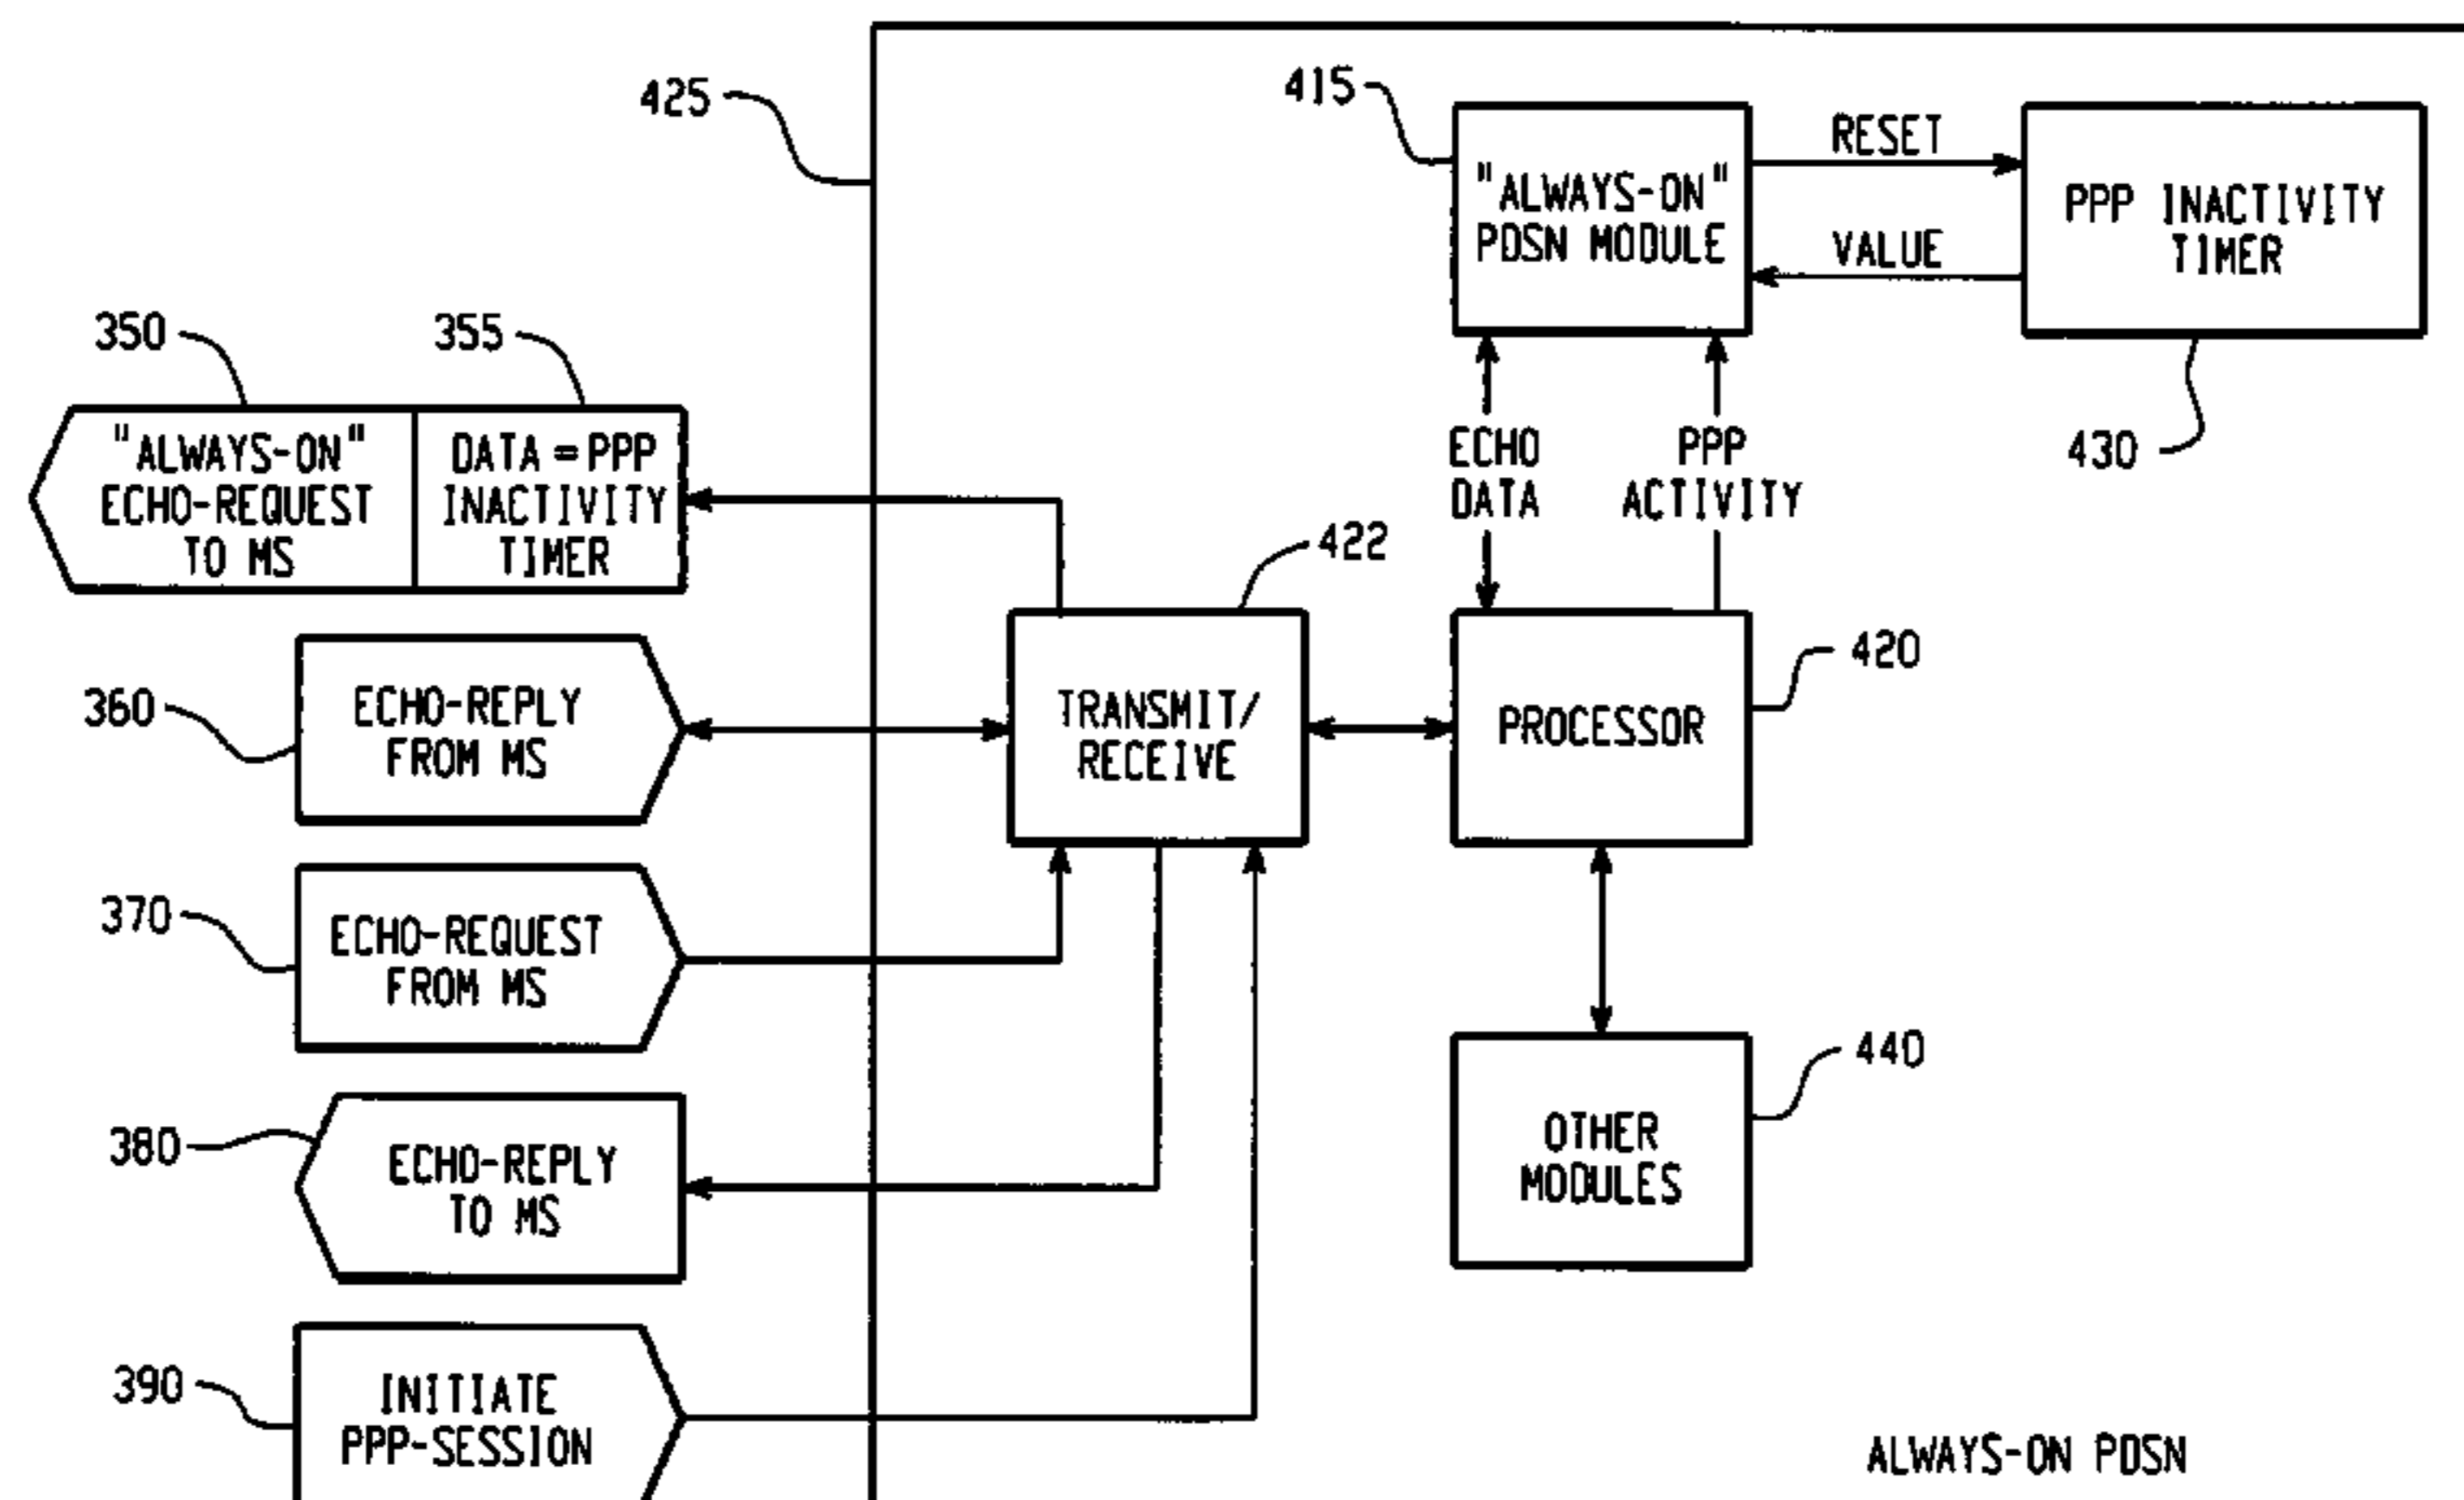 425
415
"ALWAYS-ON"
PDSN MODULE
RESET
VALUE
PPP INACTIVITY
TIMER
430
350
355
"ALWAYS-ON"
ECHO-REQUEST
TO MS
DATA = PPP
INACTIVITY
TIMER
ECHO
DATA
PPP
ACTIVITY
422
360
ECHO-REPLY
FROM MS
TRANSMIT/
RECEIVE
PROCESSOR
420
370
ECHO-REQUEST
FROM MS
380
ECHO-REPLY
TO MS
OTHER
MODULES
440
390
INITIATE
PPP-SESSION
ALWAYS-ON PDSN